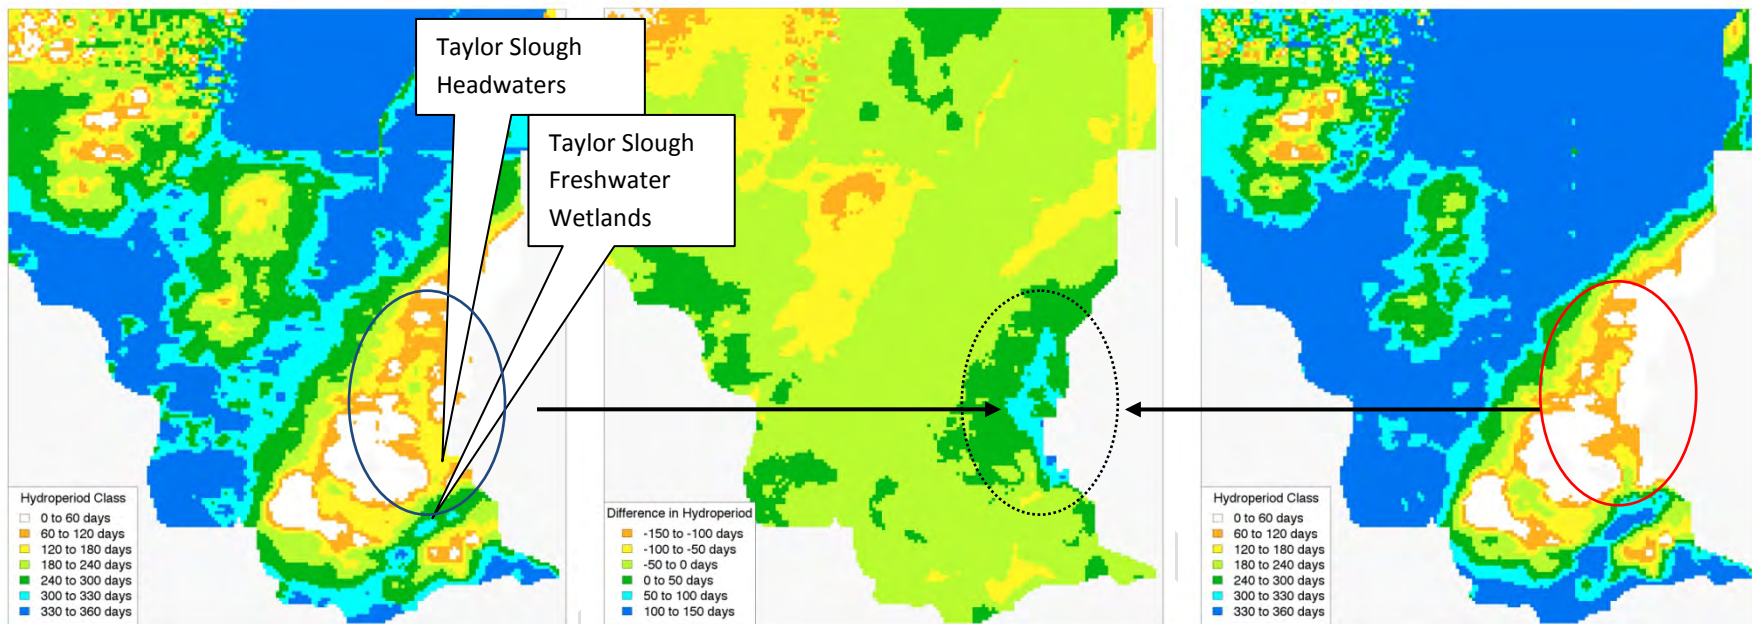 Taylor Slough
Headwaters
Taylor Slough
Freshwater
Wetlands
Hydroperiod Class
0 to 60 days
60 to 120 days
120 to 180 days
180 to 240 days
240 to 300 days
300 to 330 days
330 to 360 days
Difference in Hydroperiod
-150 to -100 days
-100 to -50 days
-50 to 0 days
0 to 50 days
50 to 100 days
100 to 150 days
Hydroperiod Class
0 to 60 days
60 to 120 days
120 to 180 days
180 to 240 days
240 to 300 days
300 to 330 days
330 to 360 days